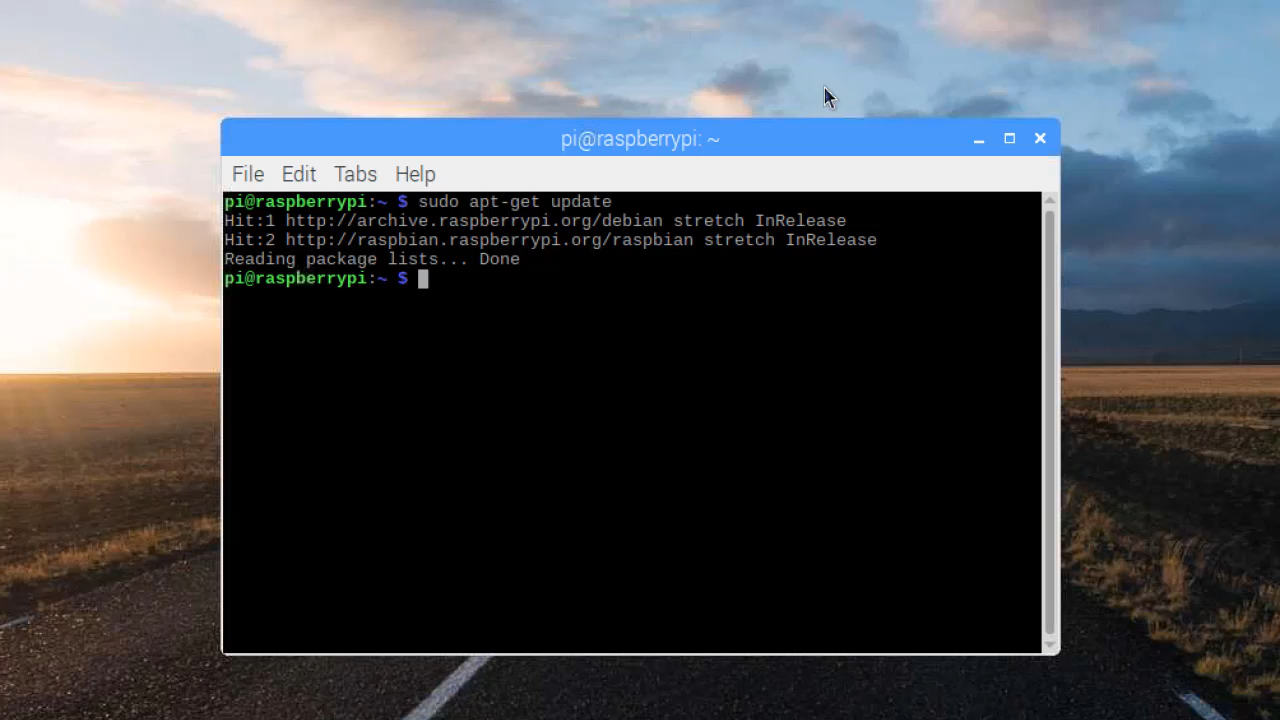 pi@raspberrypi: ~
File Edit Tabs Help
pi@raspberrypi:~ $ sudo apt-get update
Hit:1 http://archive.raspberrypi.org/debian stretch InRelease
Hit:2 http://raspbian.raspberrypi.org/raspbian stretch InRelease
Reading package lists... Done
pi@raspberrypi:~ $